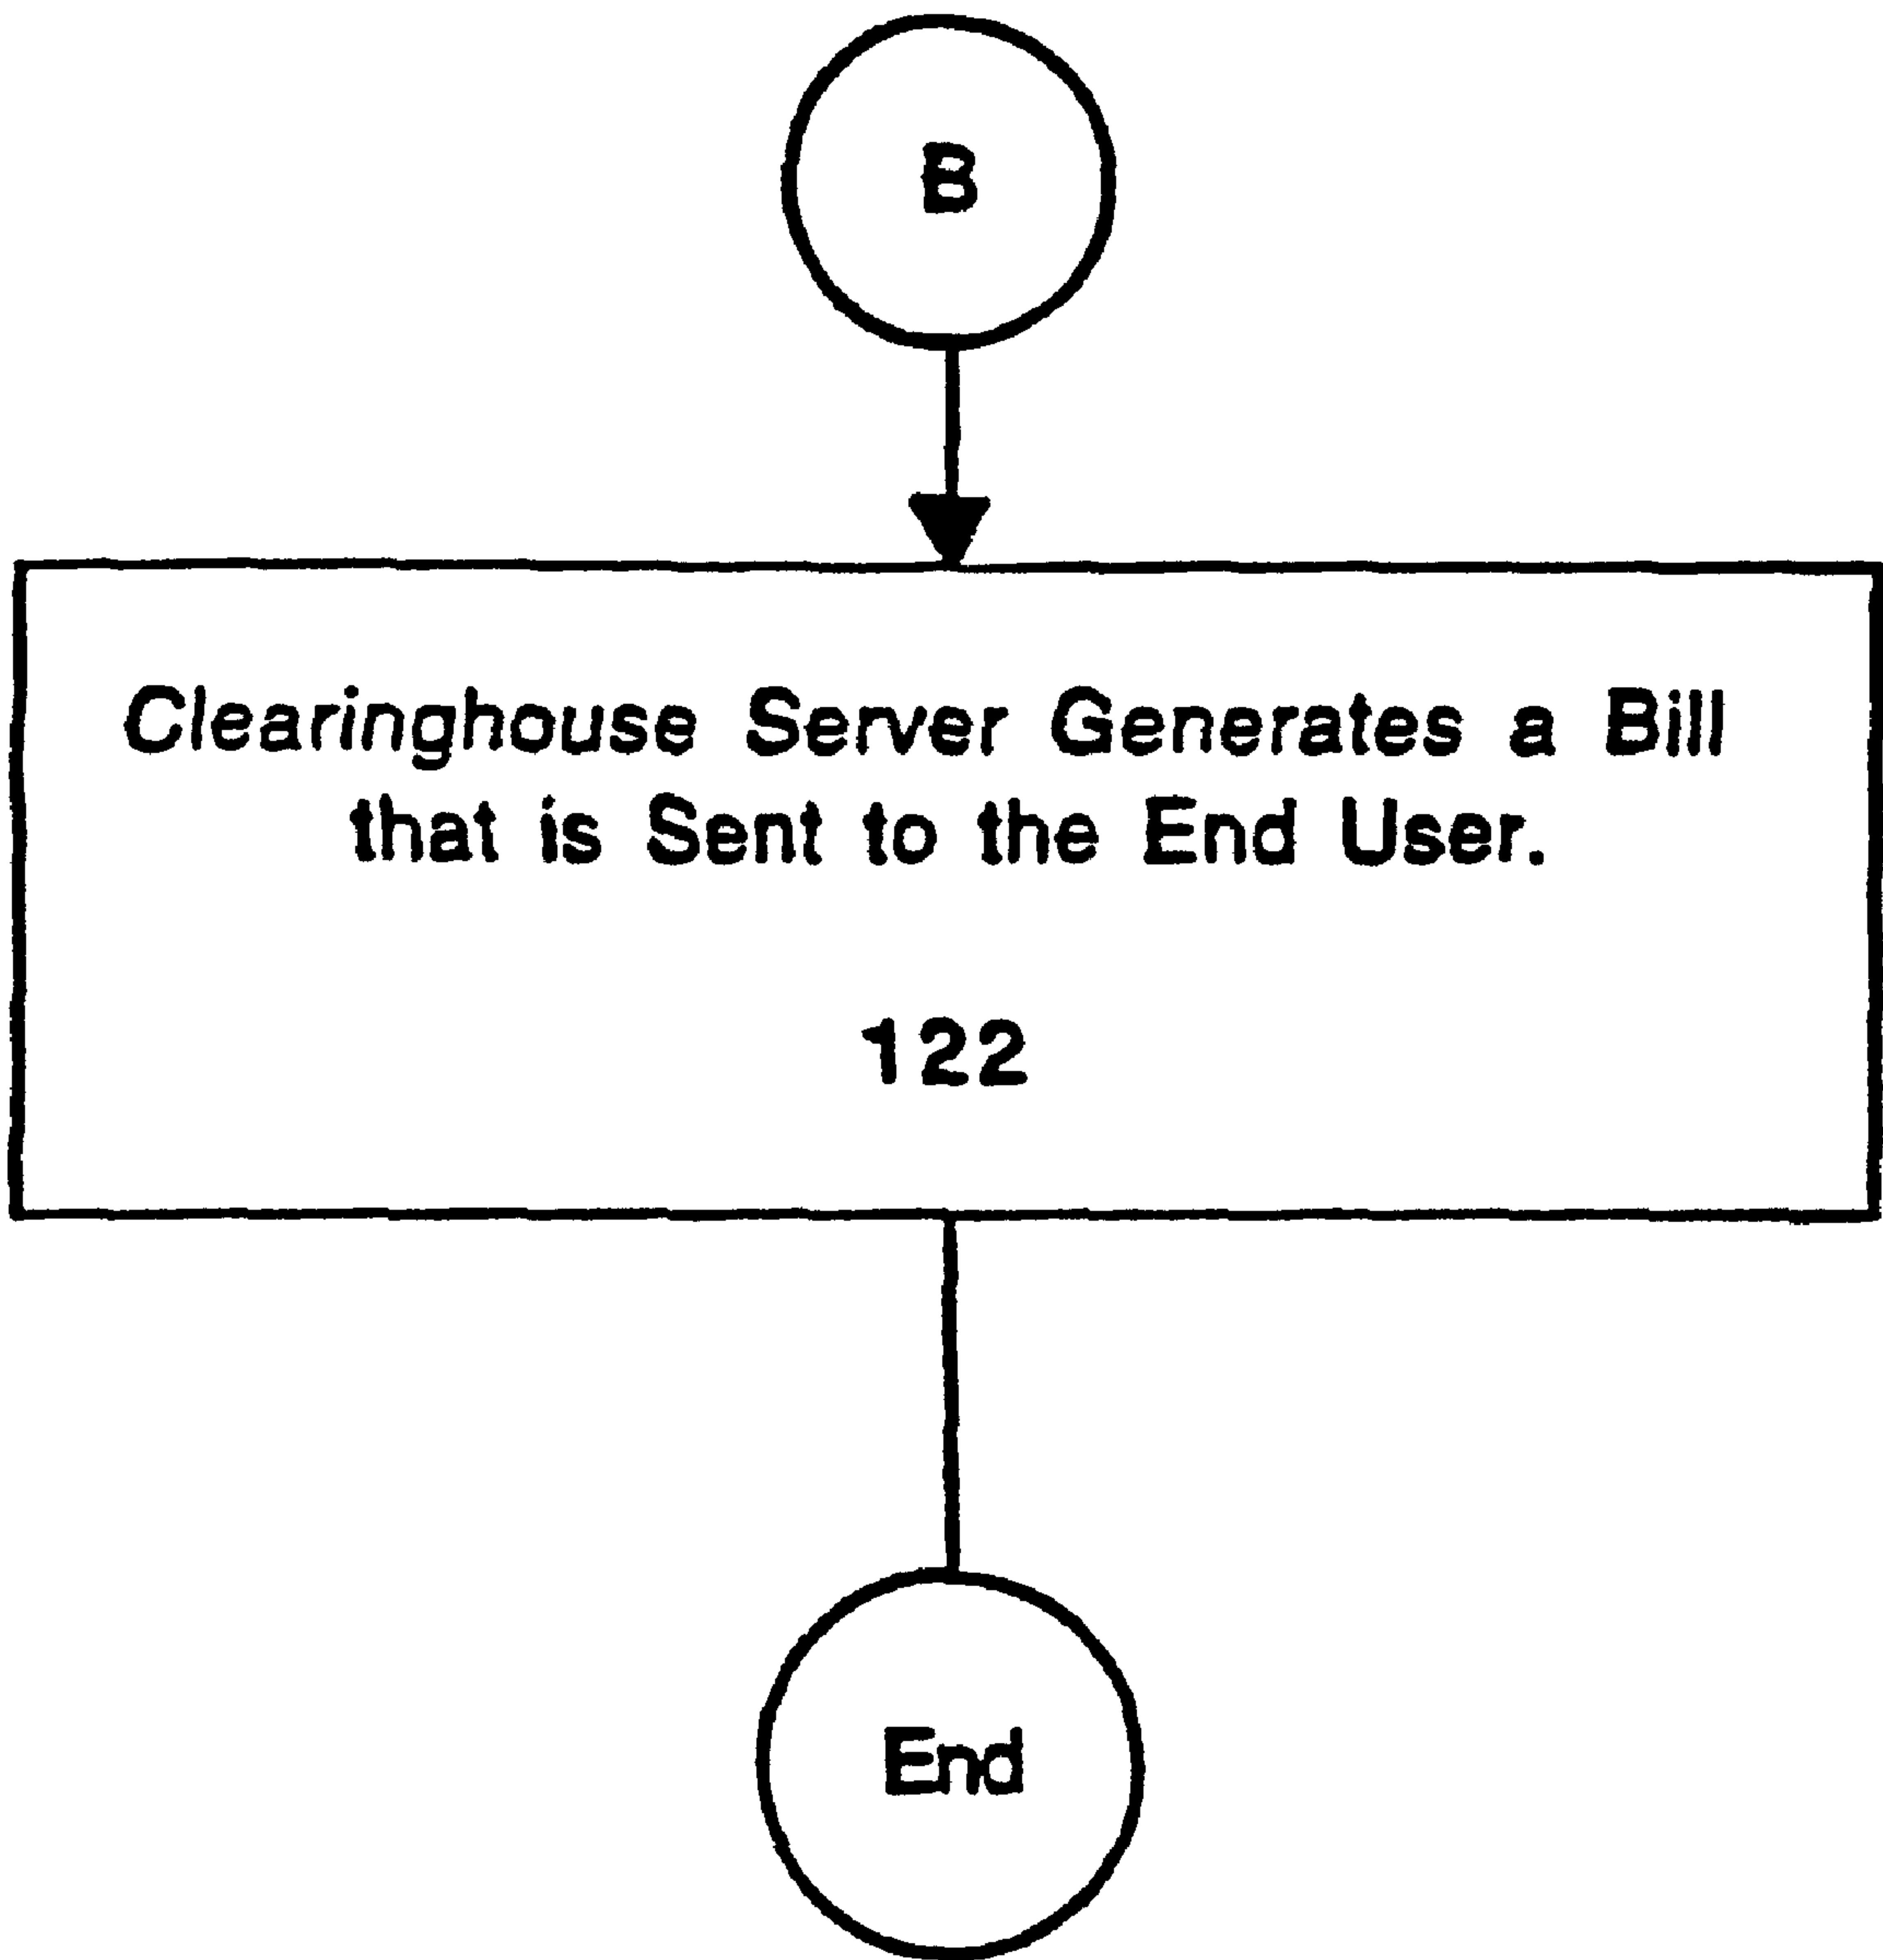 B
Clearinghouse Server Generates a Bill
that is Sent to the End User.
122
End